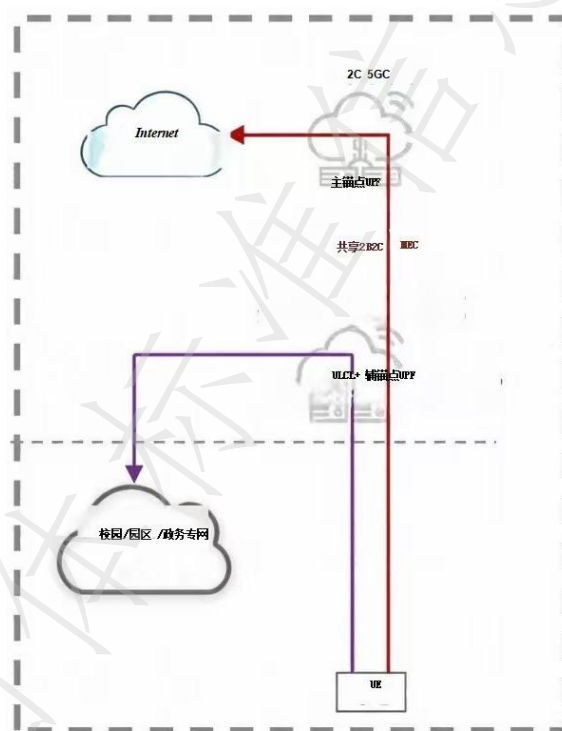 2C 5GC
Internet
主锚点UPF
共享2B2C MEC
ULCL+ 辅锚点UPF
校园/园区 /政务专网
UE